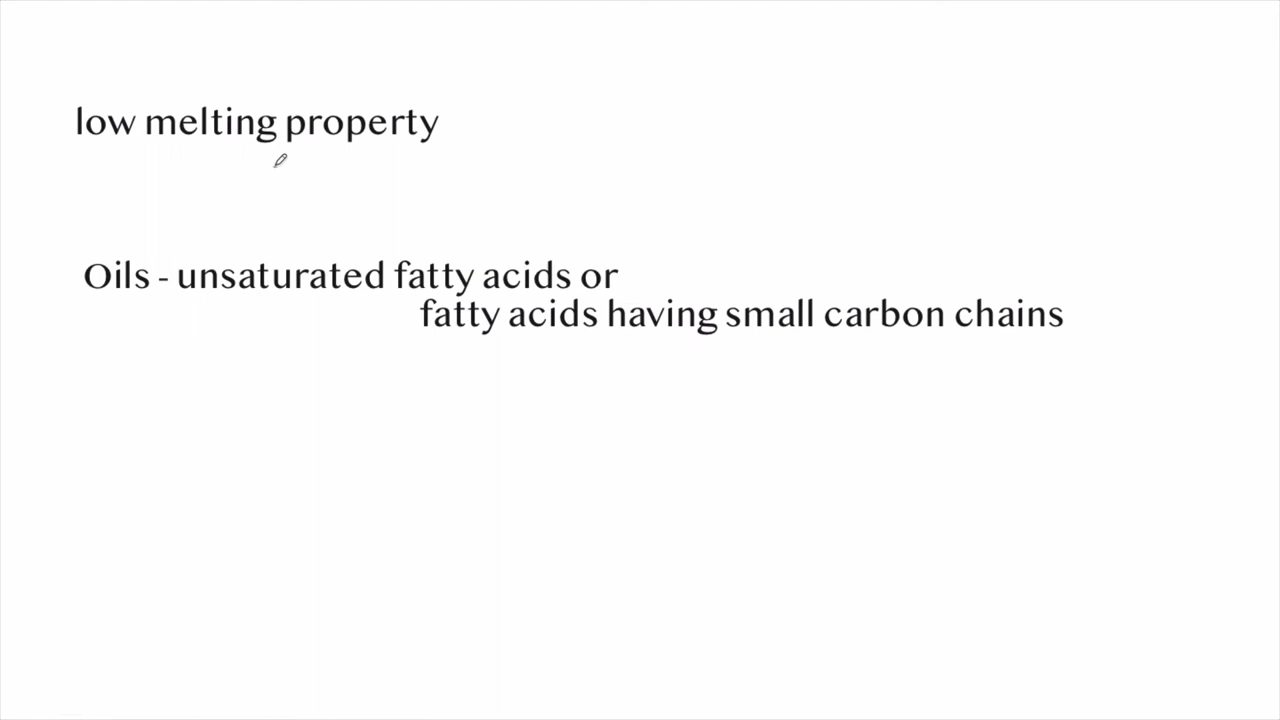 low melting property
Oils - unsaturated fatty acids or
fatty acids having small carbon chains